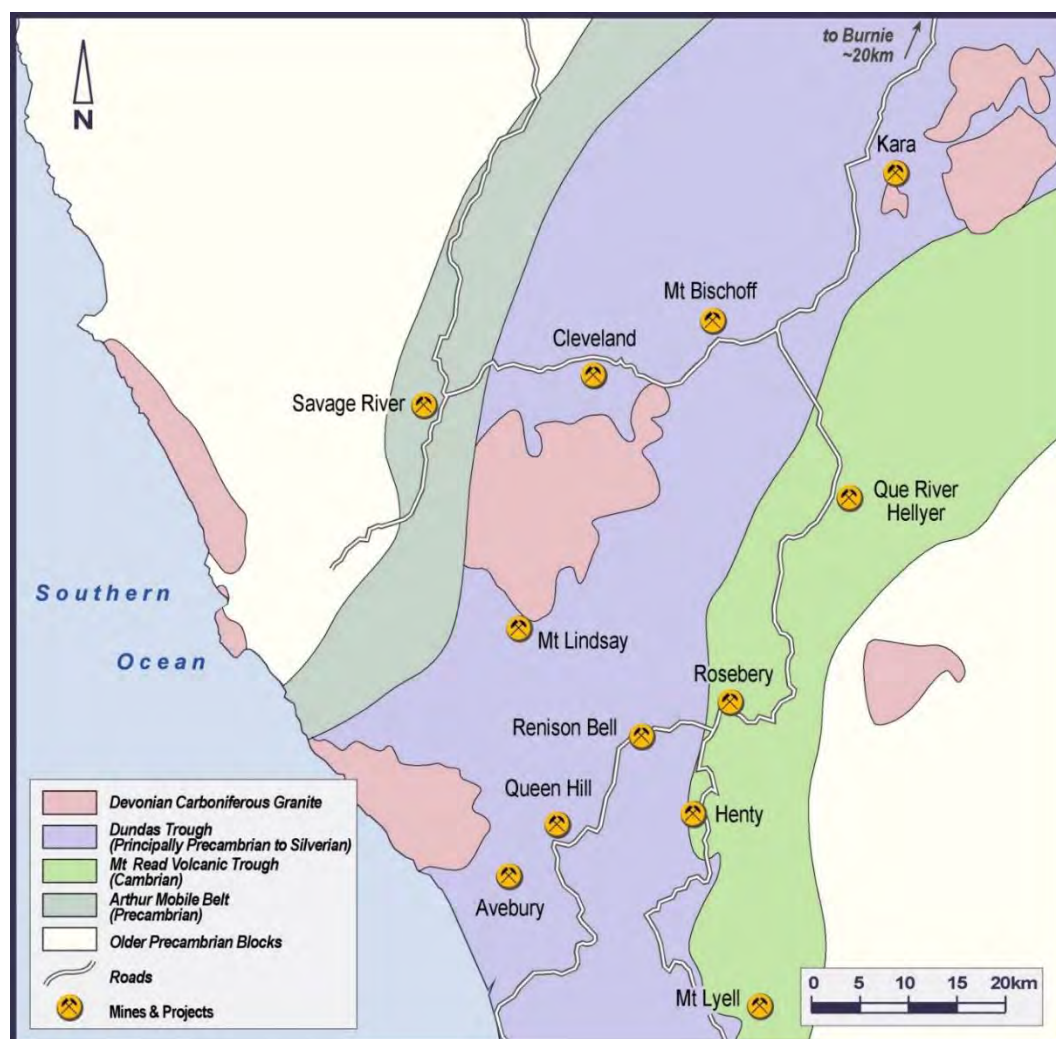 to Burnie
~20km
N
Kara
Mt Bischoff
Cleveland
Savage River
Que River
Hellyer
Southern
Ocean
Mt Lindsay
Rosebery
Renison Bell
Queen Hill
Henty
Avebury
Mt Lyell
Devonian Carboniferous Granite
Dundas Trough
(Principally Precambrian to Silverian)
Mt Read Volcanic Trough
(Cambrian)
Arthur Mobile Belt
(Precambrian)
Older Precambrian Blocks
Roads
Mines & Projects
0 5 10 15 20km